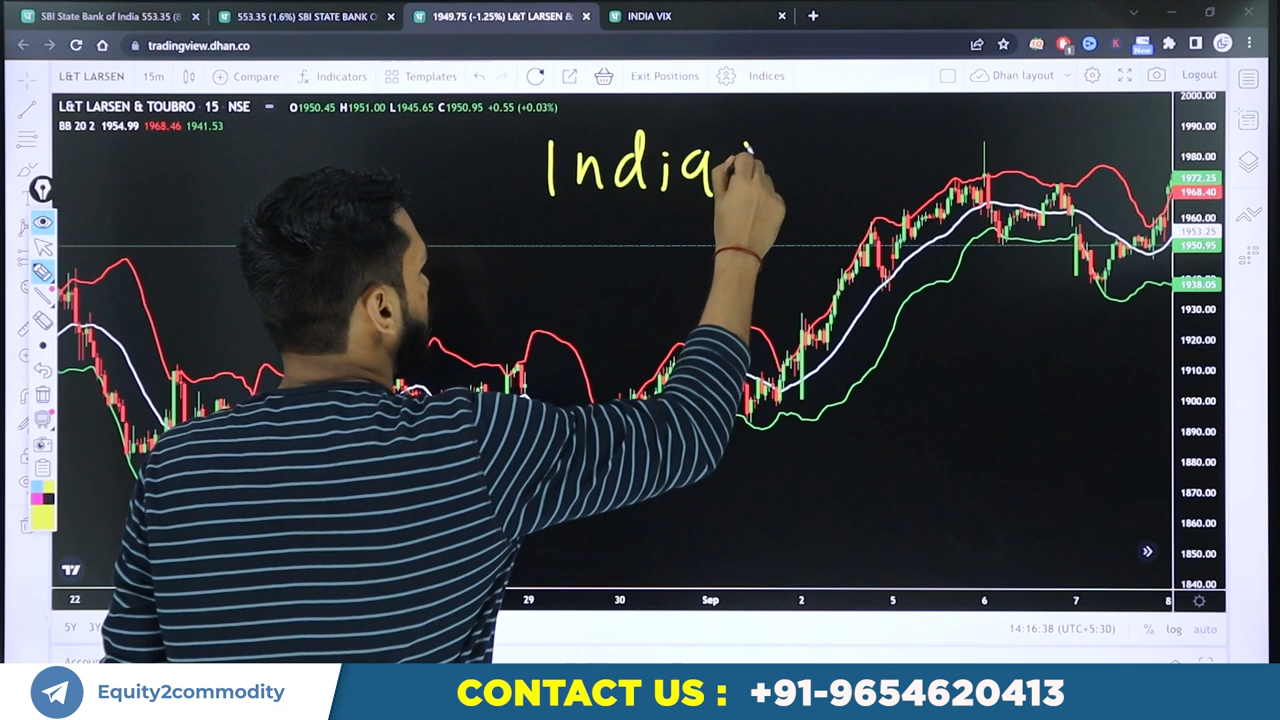 SBI State Bank of India 553.35 (
553.35 (1.6%) SBI STATE BANK O
1949.75 (-1.25%) L&T LARSEN &
INDIA VIX
tradingview.dhan.co
New
1
L&T LARSEN 15m Compare Indicators Templates Exit Positions Indices Dhan layout Logout
L&T LARSEN & TOUBRO · 15 · NSE O1950.45 H1951.00 L1945.65 C1950.95 +0.55 (+0.03%)
BB 20 2 1954.99 1968.46 1941.53
India
2000.00
1990.00
1980.00
1972.25
1968.40
1960.00
1953.25
1950.95
1938.05
1930.00
1920.00
1910.00
1900.00
1890.00
1880.00
1870.00
1860.00
1850.00
1840.00
22 29 30 Sep 2 5 6 7 8
5Y 14:16:38 (UTC+5:30) % log auto
Equity2commodity
CONTACT US : +91-9654620413